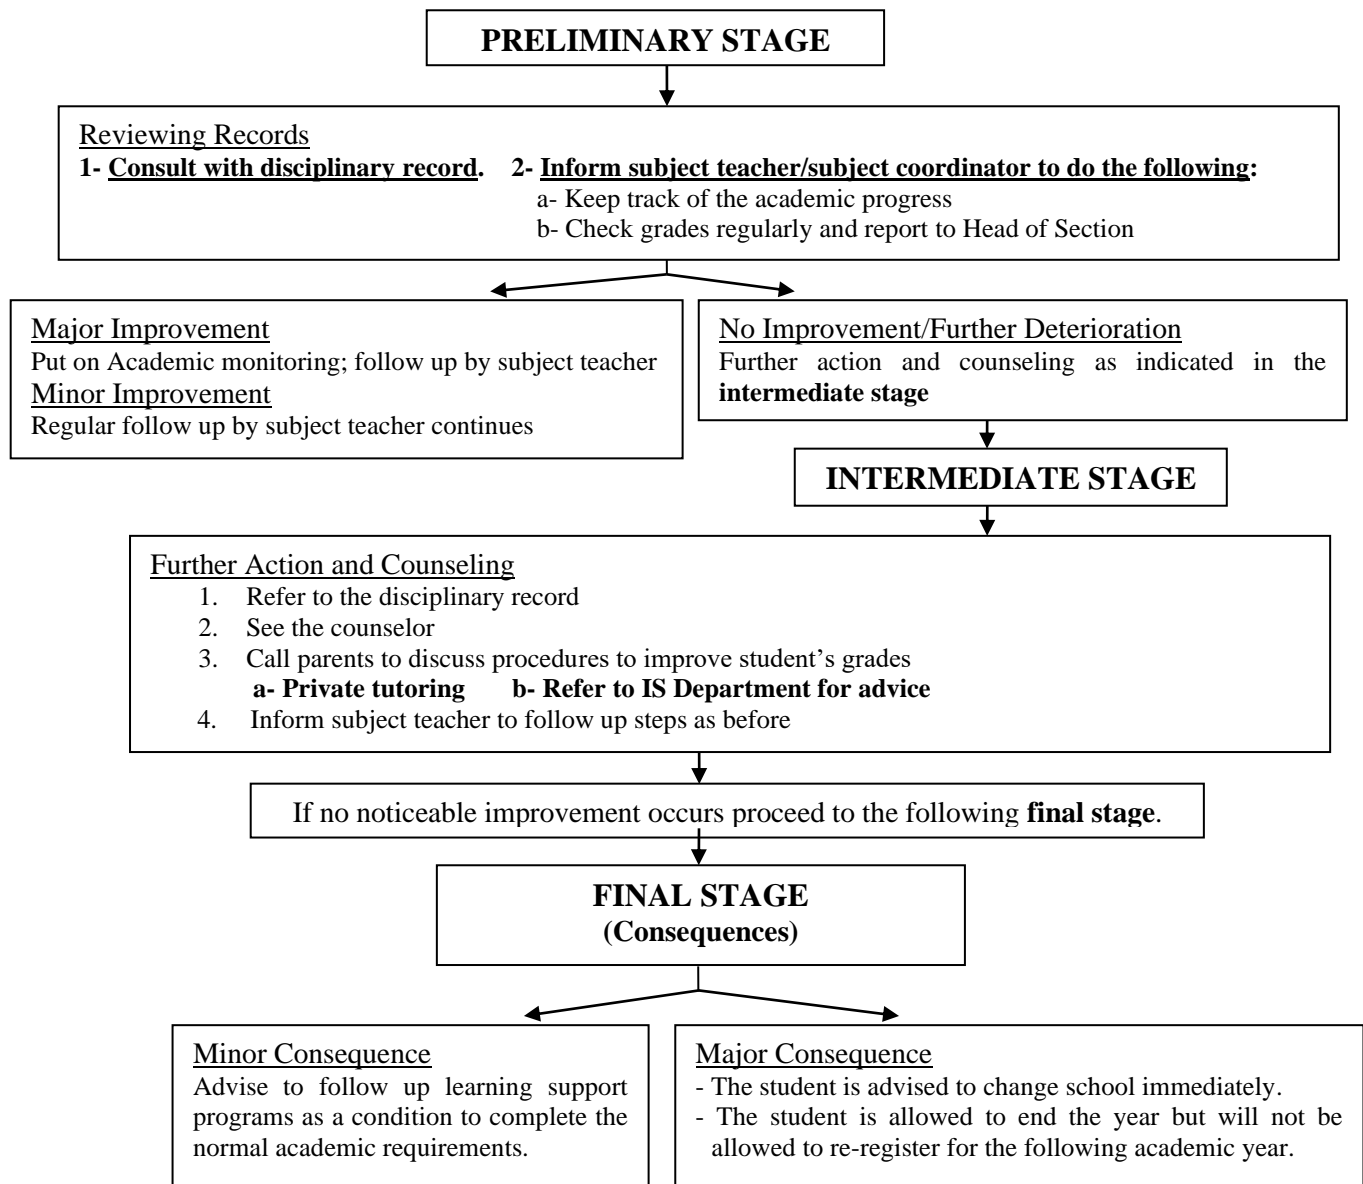 PRELIMINARY STAGE
Reviewing Records
1- Consult with disciplinary record. 2- Inform subject teacher/subject coordinator to do the following:
a- Keep track of the academic progress
b- Check grades regularly and report to Head of Section
Major Improvement
Put on Academic monitoring; follow up by subject teacher
Minor Improvement
Regular follow up by subject teacher continues
No Improvement/Further Deterioration
Further action and counseling as indicated in the
intermediate stage
INTERMEDIATE STAGE
Further Action and Counseling
1. Refer to the disciplinary record
2. See the counselor
3. Call parents to discuss procedures to improve student’s grades
a- Private tutoring b- Refer to IS Department for advice
4. Inform subject teacher to follow up steps as before
If no noticeable improvement occurs proceed to the following final stage.
FINAL STAGE
(Consequences)
Minor Consequence
Advise to follow up learning support
programs as a condition to complete the
normal academic requirements.
Major Consequence
- The student is advised to change school immediately.
- The student is allowed to end the year but will not be
allowed to re-register for the following academic year.